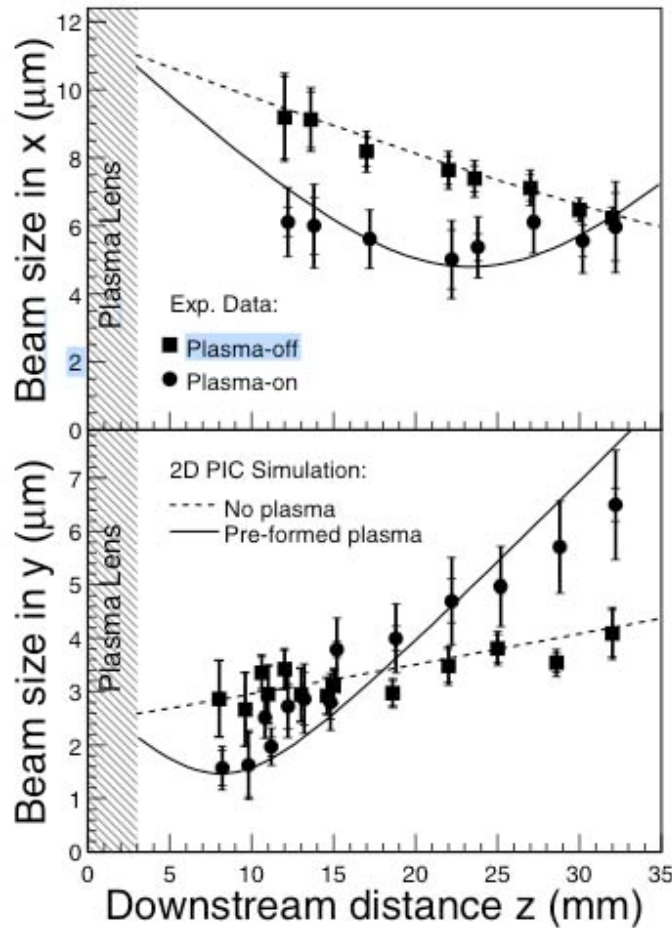 Beam size in x (μm)
12
10
8
6
4
2
0
Plasma Lens
Exp. Data:
Plasma-off
Plasma-on
Beam size in y (μm)
7
6
5
4
3
2
1
0
Plasma Lens
2D PIC Simulation:
No plasma
Pre-formed plasma
0 5 10 15 20 25 30 35
Downstream distance z (mm)